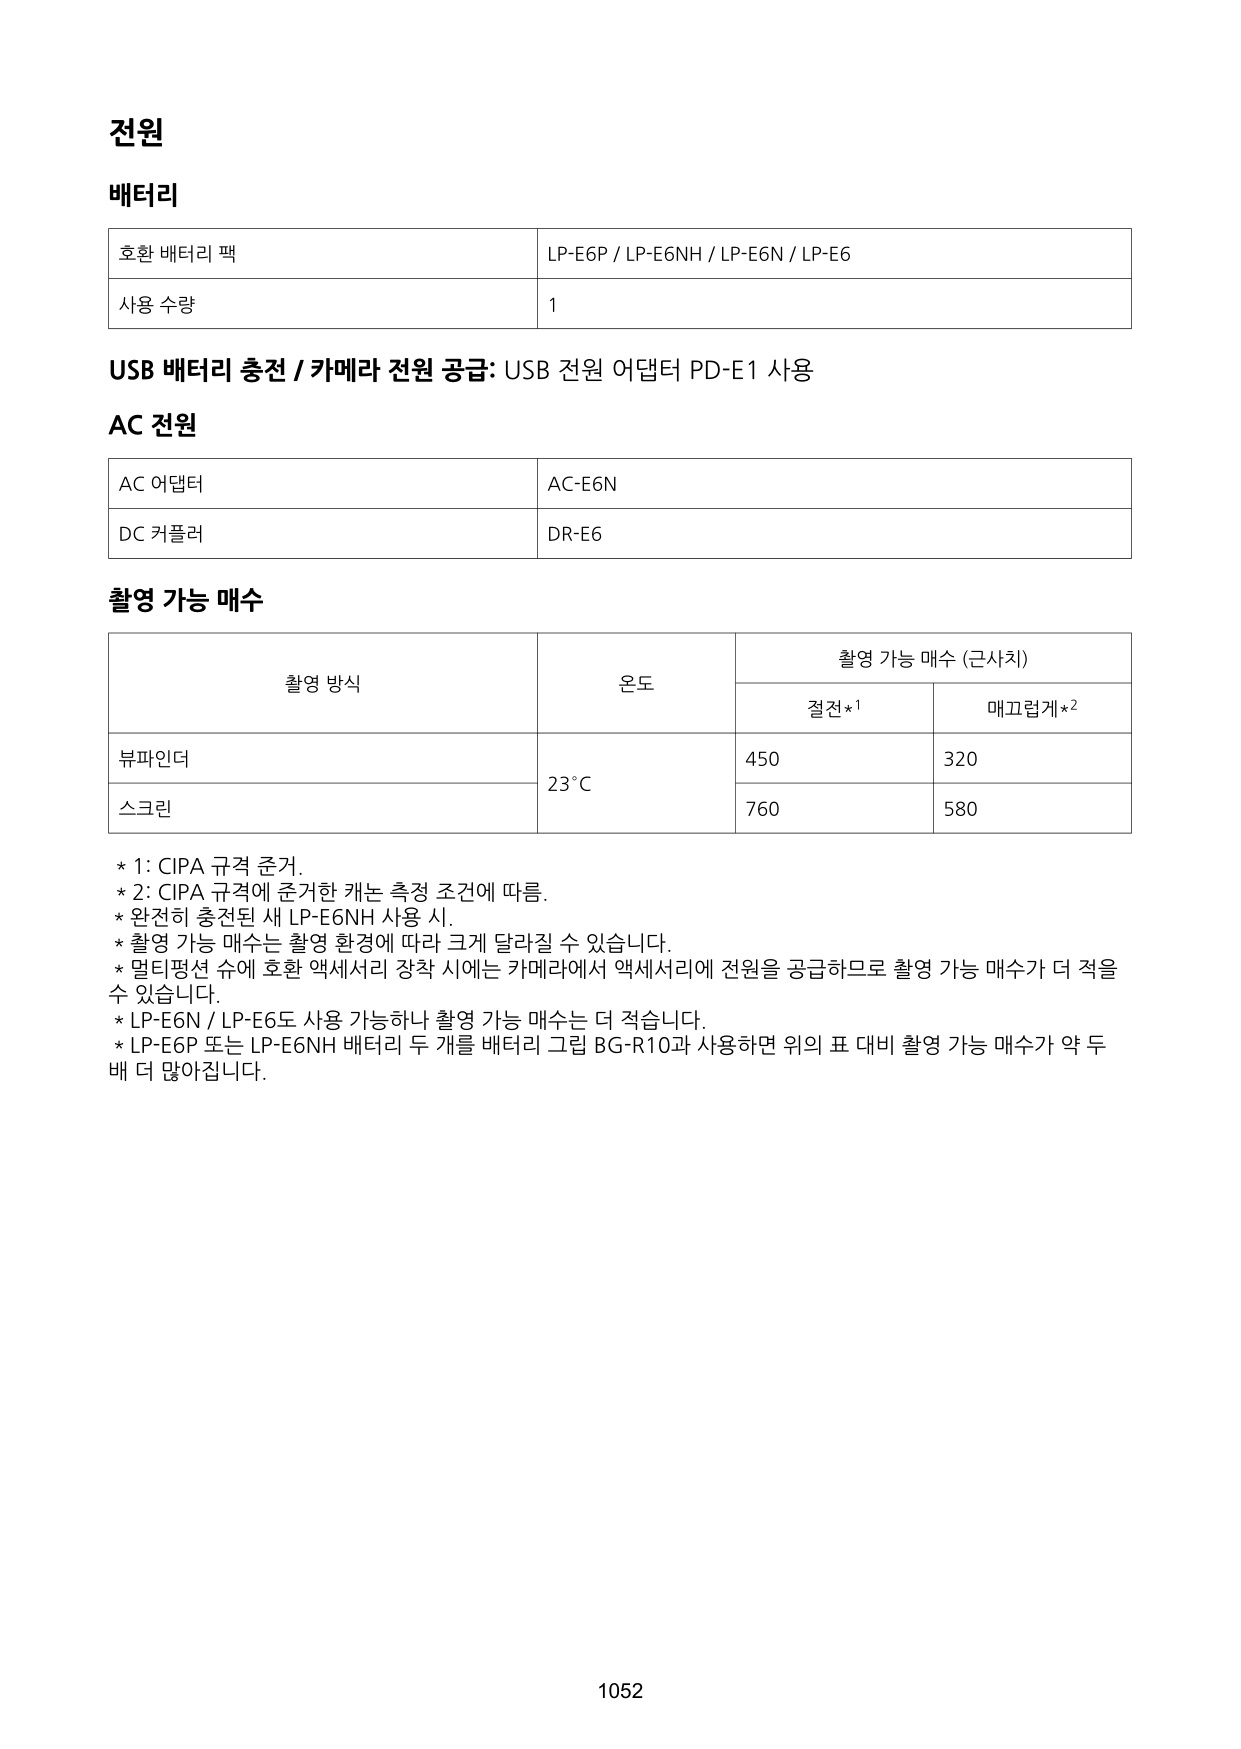 전원
배터리
호환 배터리 팩 LP-E6P / LP-E6NH / LP-E6N / LP-E6
사용 수량 1
USB 배터리 충전 / 카메라 전원 공급: USB 전원 어댑터 PD-E1 사용
AC 전원
AC 어댑터 AC-E6N
DC 커플러 DR-E6
촬영 가능 매수
촬영 방식 온도 촬영 가능 매수 (근사치)
절전*1 매끄럽게*2
뷰파인더 23°C 450 320
스크린 760 580
* 1: CIPA 규격 준거.
* 2: CIPA 규격에 준거한 캐논 측정 조건에 따름.
* 완전히 충전된 새 LP-E6NH 사용 시.
* 촬영 가능 매수는 촬영 환경에 따라 크게 달라질 수 있습니다.
* 멀티펑션 슈에 호환 액세서리 장착 시에는 카메라에서 액세서리에 전원을 공급하므로 촬영 가능 매수가 더 적을
수 있습니다.
* LP-E6N / LP-E6도 사용 가능하나 촬영 가능 매수는 더 적습니다.
* LP-E6P 또는 LP-E6NH 배터리 두 개를 배터리 그립 BG-R10과 사용하면 위의 표 대비 촬영 가능 매수가 약 두
배 더 많아집니다.
1052